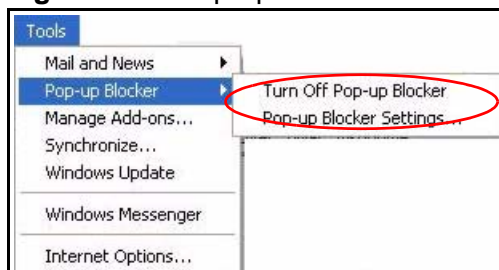 Tools
Mail and News
Pop-up Blocker
Turn Off Pop-up Blocker
Manage Add-ons...
Pop-up Blocker Settings...
Synchronize...
Windows Update
Windows Messenger
Internet Options...